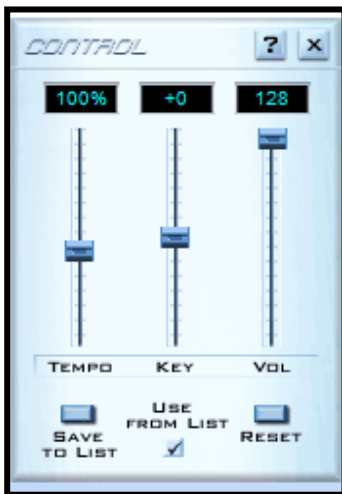 CONTROL ? x
100% +0 128
TEMPO KEY VOL
SAVE
TO LIST
USE
FROM LIST
RESET